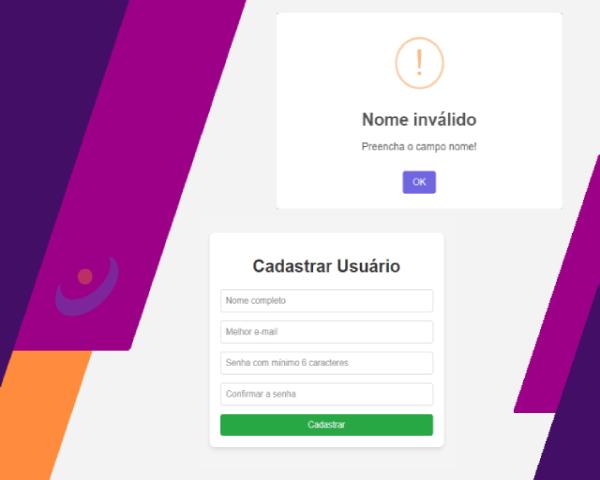 !
Nome inválido
Preencha o campo nome!
OK
Cadastrar Usuário
Nome completo
Melhor e-mail
Senha com mínimo 6 caracteres
Confirmar a senha
Cadastrar